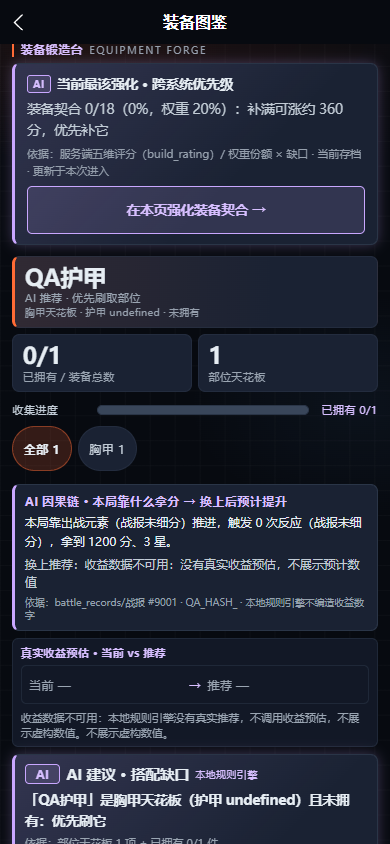 装备图鉴
装备锻造台 EQUIPMENT FORGE
AI 当前最该强化 · 跨系统优先级
装备契合 0/18（0%，权重 20%）：补满可涨约 360
分，优先补它
依据：服务端五维评分（build_rating）/ 权重份额 × 缺口 · 当前存档
· 更新于本次进入
在本页强化装备契合 →
QA护甲
AI 推荐 · 优先刷取部位
胸甲天花板 · 护甲 undefined · 未拥有
0/1
已拥有 / 装备总数
1
部位天花板
收集进度 已拥有 0/1
全部 1
胸甲 1
AI 因果链 · 本局靠什么拿分 → 换上后预计提升
本局靠出战元素（战报未细分）推进，触发 0 次反应（战报未细
分），拿到 1200 分、3 星。
换上推荐：收益数据不可用：没有真实收益预估，不展示预计数
值
依据：battle_records/战报 #9001 · QA_HASH_ · 本地规则引擎不编造收益数
字
真实收益预估 · 当前 vs 推荐
当前 — → 推荐 —
收益数据不可用：本地规则引擎没有真实推荐，不调用收益预估，不展
示虚构数值。不展示虚构数值。
AI AI 建议 · 搭配缺口 本地规则引擎
「QA护甲」是胸甲天花板（护甲 undefined）且未拥
有：优先刷它
依据：部位天花板 1 项 + 已拥有 0/1 件